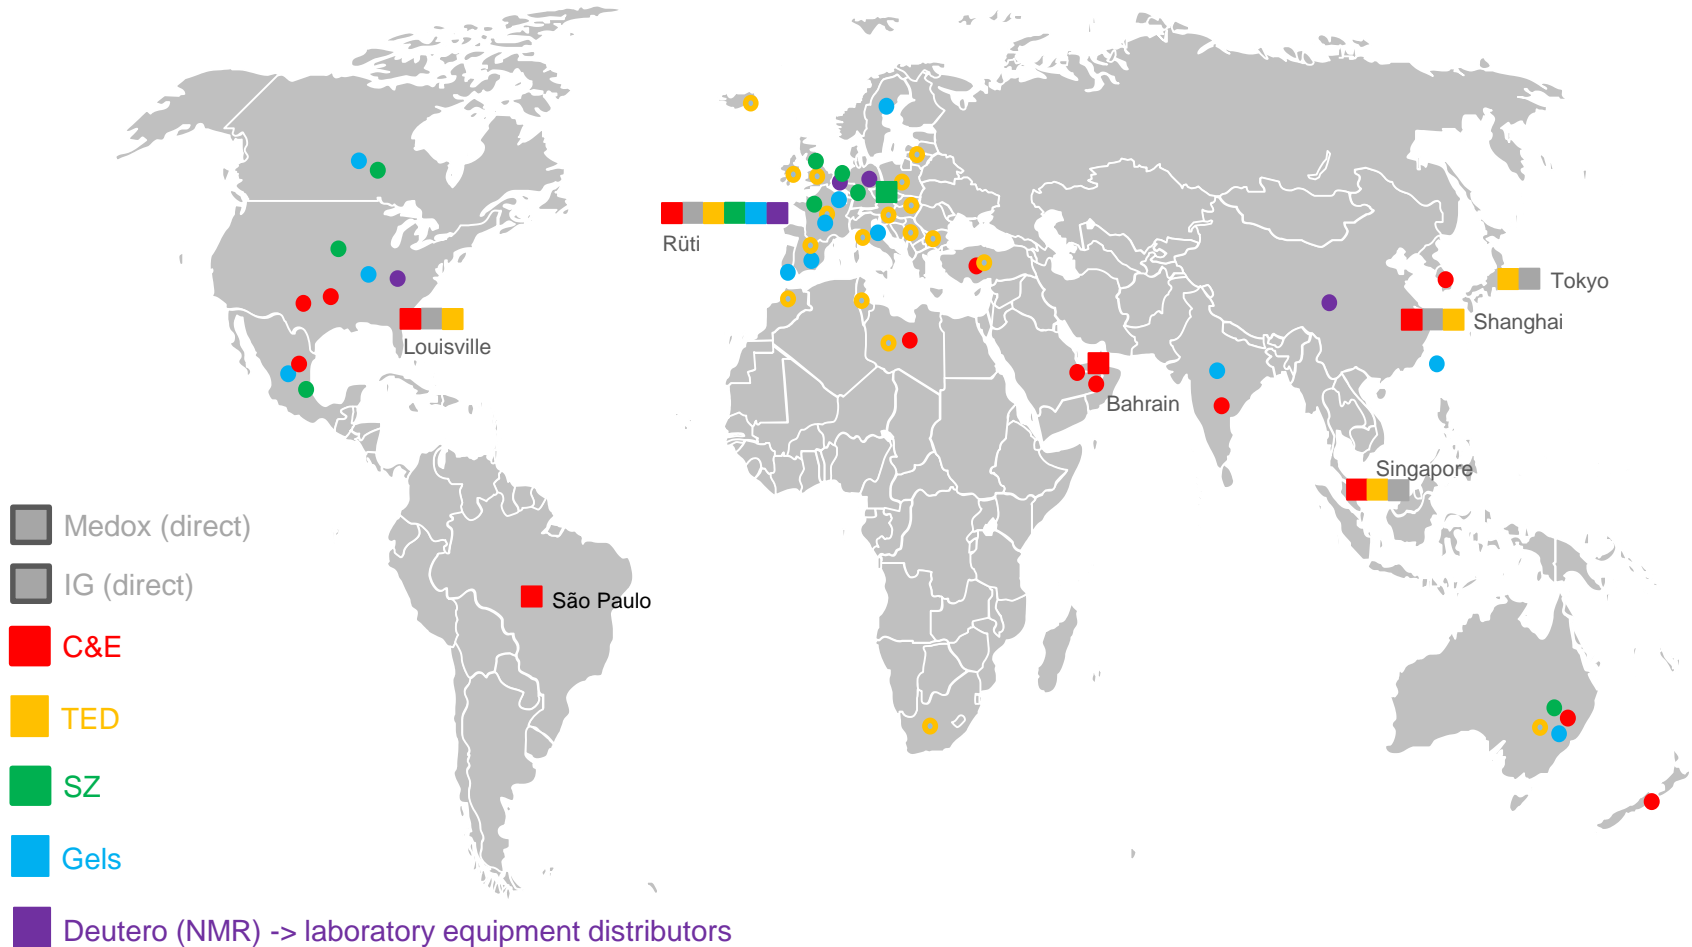 Rüti
Tokyo
Shanghai
Louisville
Bahrain
Singapore
Medox (direct)
IG (direct)
São Paulo
C&E
TED
SZ
Gels
Deutero (NMR) -> laboratory equipment distributors